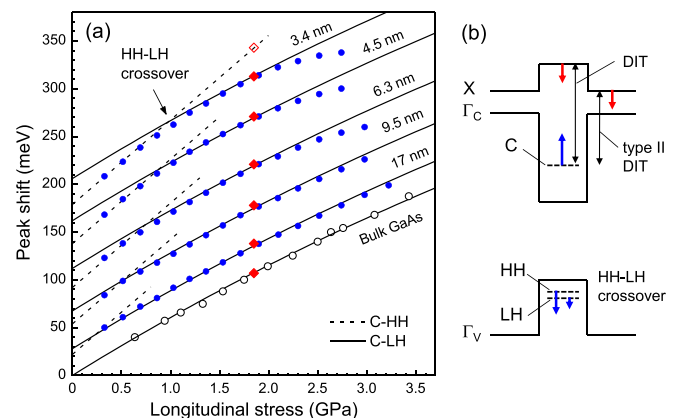 (a)
(b)
HH-LH
crossover
3.4 nm
4.5 nm
6.3 nm
9.5 nm
17 nm
Bulk GaAs
C-HH
C-LH
350
300
250
200
150
100
50
0
Peak shift (meV)
0.0 0.5 1.0 1.5 2.0 2.5 3.0 3.5
Longitudinal stress (GPa)
DIT
X
ΓC
C
type II
DIT
HH
LH
HH-LH
crossover
ΓV